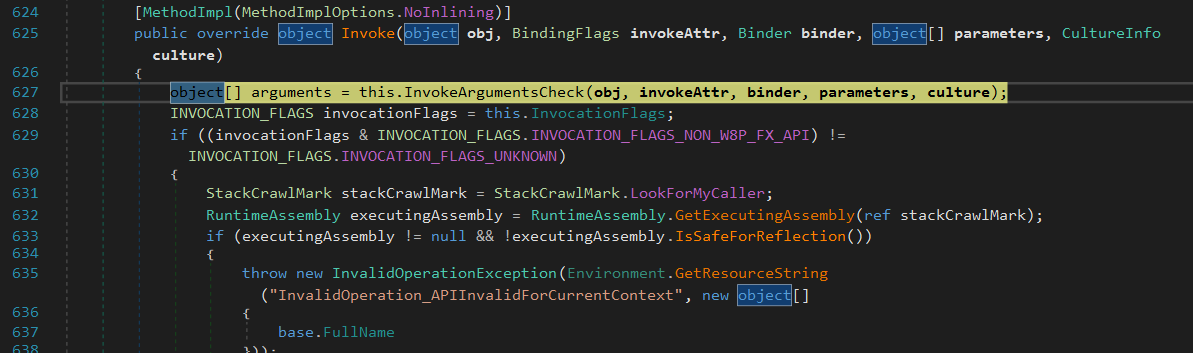 624 [MethodImpl(MethodImplOptions.NoInlining)]
625 public override object Invoke(object obj, BindingFlags invokeAttr, Binder binder, object[] parameters, CultureInfo
culture)
626 {
627 object[] arguments = this.InvokeArgumentsCheck(obj, invokeAttr, binder, parameters, culture);
628 INVOCATION_FLAGS invocationFlags = this.InvocationFlags;
629 if ((invocationFlags & INVOCATION_FLAGS.INVOCATION_FLAGS_NON_W8P_FX_API) !=
INVOCATION_FLAGS.INVOCATION_FLAGS_UNKNOWN)
630 {
631 StackCrawlMark stackCrawlMark = StackCrawlMark.LookForMyCaller;
632 RuntimeAssembly executingAssembly = RuntimeAssembly.GetExecutingAssembly(ref stackCrawlMark);
633 if (executingAssembly != null && !executingAssembly.IsSafeForReflection())
634 {
635 throw new InvalidOperationException(Environment.GetResourceString
("InvalidOperation_APIInvalidForCurrentContext", new object[]
636 {
637 base.FullName
638 }));